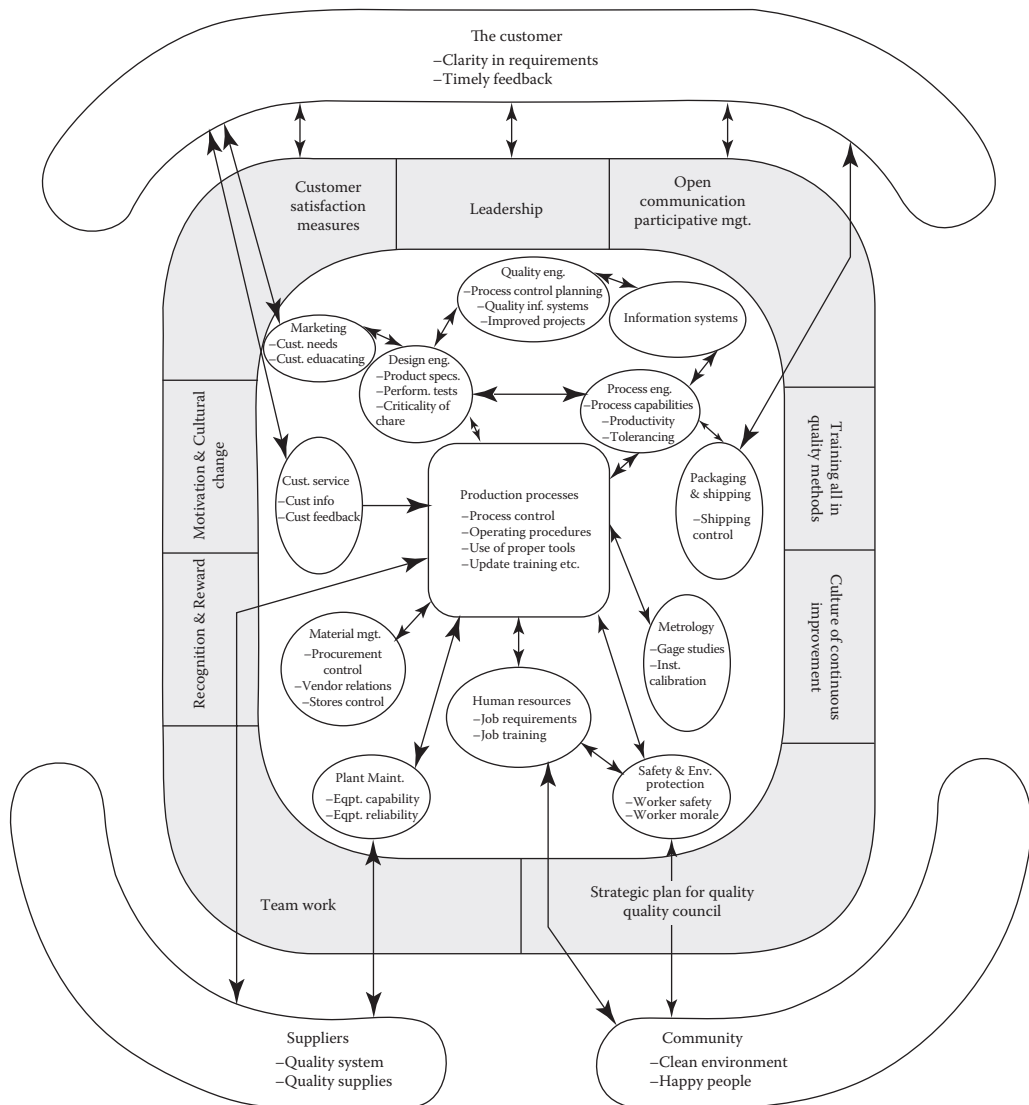 The customer
–Clarity in requirements
–Timely feedback
Customer
satisfaction
measures
Leadership
Open
communication
participative mgt.
Quality eng.
–Process control planning
–Quality inf. systems
–Improved projects
Information systems
Marketing
–Cust. needs
–Cust. eduacating
Design eng.
–Product specs.
–Perform. tests
–Criticality of
chare
Process eng.
–Process capabilities
–Productivity
–Tolerancing
Motivation & Cultural
change
Training all in
quality methods
Cust. service
–Cust info
–Cust feedback
Production processes
–Process control
–Operating procedures
–Use of proper tools
–Update training etc.
Packaging
& shipping
–Shipping
control
Recognition & Reward
Culture of continuous
improvement
Material mgt.
–Procurement
control
–Vendor relations
–Stores control
Human resources
–Job requirements
–Job training
Metrology
–Gage studies
–Inst.
calibration
Plant Maint.
–Eqpt. capability
–Eqpt. reliability
Safety & Env.
protection
–Worker safety
–Worker morale
Team work
Strategic plan for quality
quality council
Suppliers
–Quality system
–Quality supplies
Community
–Clean environment
–Happy people